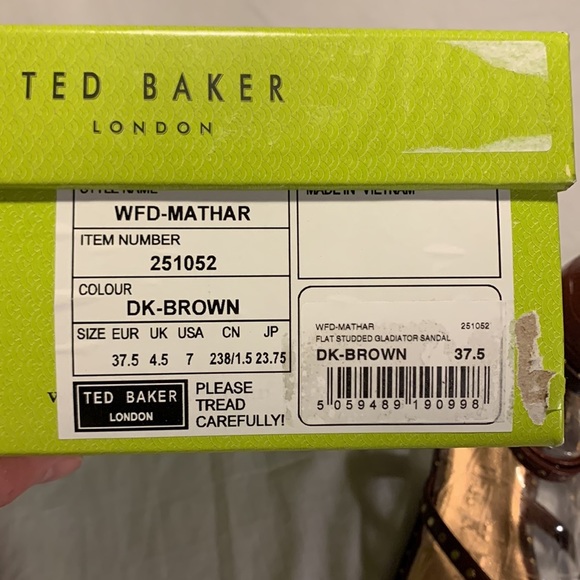 TED BAKER
LONDON
STYLE NAME
WFD-MATHAR
ITEM NUMBER
251052
COLOUR
DK-BROWN
SIZE EUR UK USA CN JP
37.5 4.5 7 238/1.5 23.75
TED BAKER
LONDON
PLEASE
TREAD
CAREFULLY!
MADE IN VIETNAM
WFD-MATHAR 251052
FLAT STUDDED GLADIATOR SANDAL
DK-BROWN 37.5
5 059489 190998